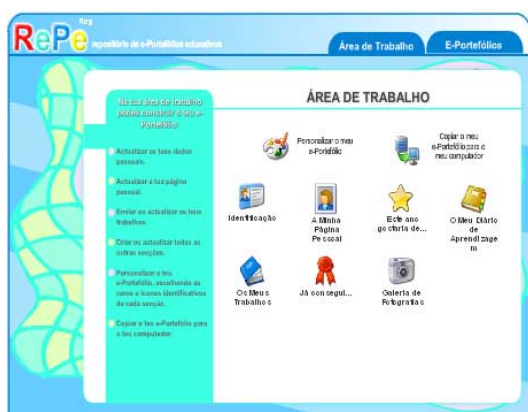 RePe Reg
repositório de e-Portefólios educativos
Área de Trabalho
E-Portefólios
Na tua área de trabalho
podes construir o teu e-
Portefólio:
Actualizar os teus dados
pessoais.
Actualizar a tua página
pessoal.
Enviar ou actualizar os teus
trabalhos.
Criar ou actualizar todas as
outras secções.
Personalizar o teu
e-Portefólio, escolhendo as
cores e ícones identificativos
de cada secção.
Copiar o teu e-Portefólio para
o teu computador.
ÁREA DE TRABALHO
Personalizar o meu
e-Portefólio
Copiar o meu
e-Portefólio para o
meu computador
Identificação
A Minha
Página
Pessoal
Este ano
gostaria de...
O Meu Diário
de
Aprendizage
m
Os Meus
Trabalhos
Já consegui...
Galeria de
Fotografias